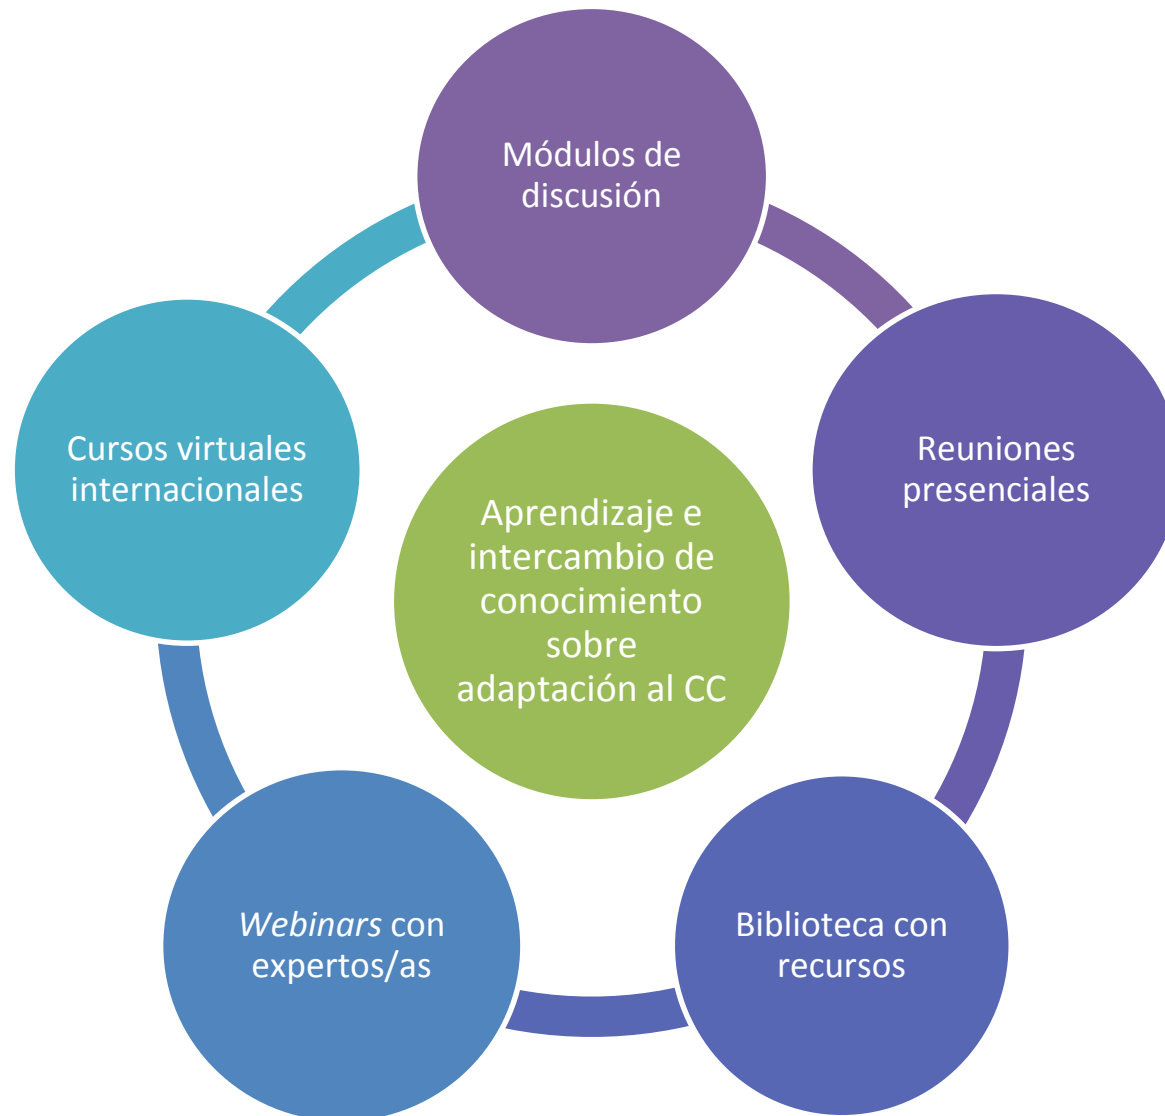 Módulos de
discusión
Reuniones
presenciales
Biblioteca con
recursos
Webinars con
expertos/as
Cursos virtuales
internacionales
Aprendizaje e
intercambio de
conocimiento
sobre
adaptación al CC